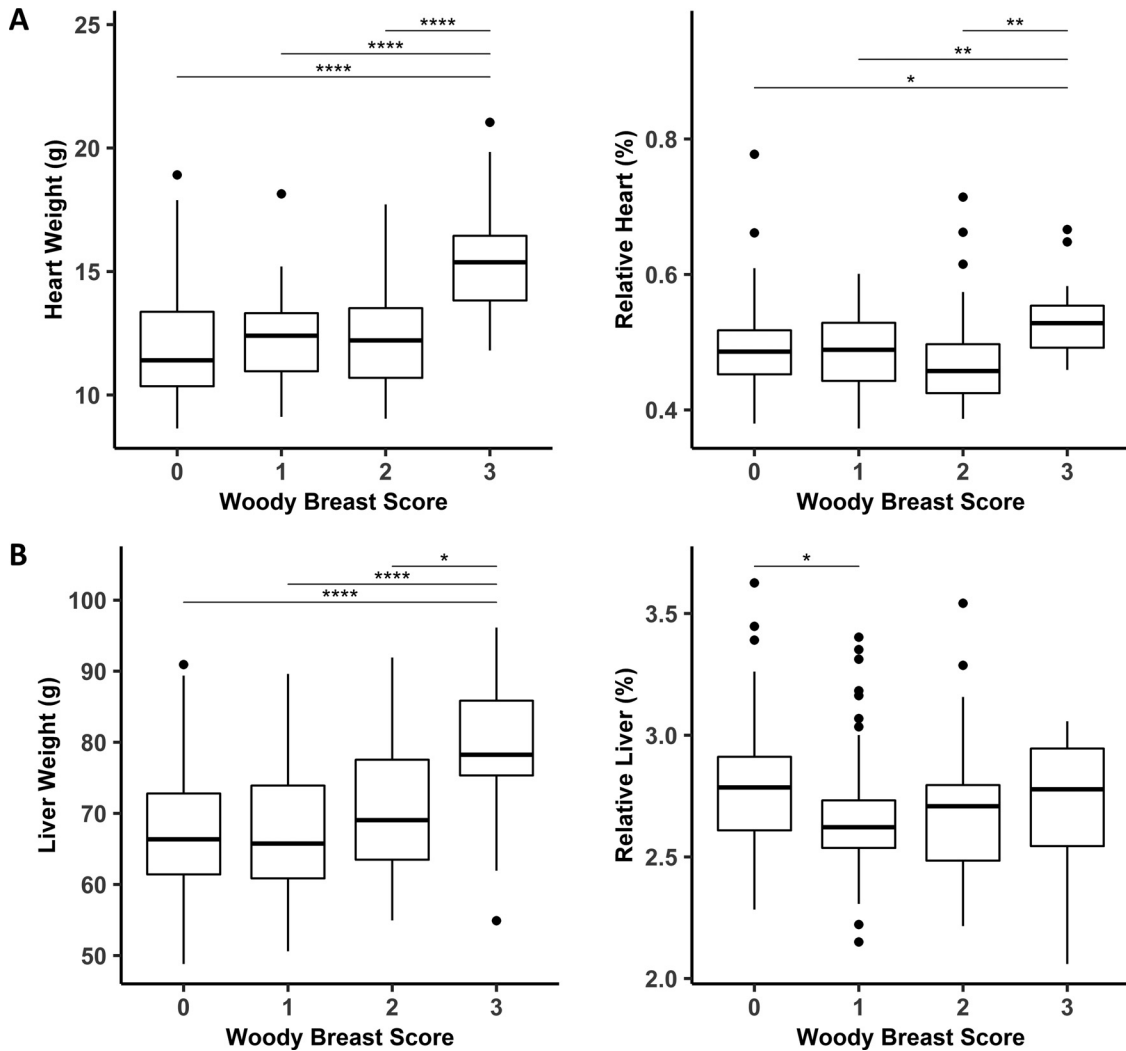 A
Heart Weight (g)
25
20
15
10
****
****
****
0 1 2 3
Woody Breast Score
Relative Heart (%)
0.8
0.6
0.4
**
**
*
0 1 2 3
Woody Breast Score
B
Liver Weight (g)
100
90
80
70
60
50
*
****
****
0 1 2 3
Woody Breast Score
Relative Liver (%)
3.5
3.0
2.5
2.0
*
0 1 2 3
Woody Breast Score